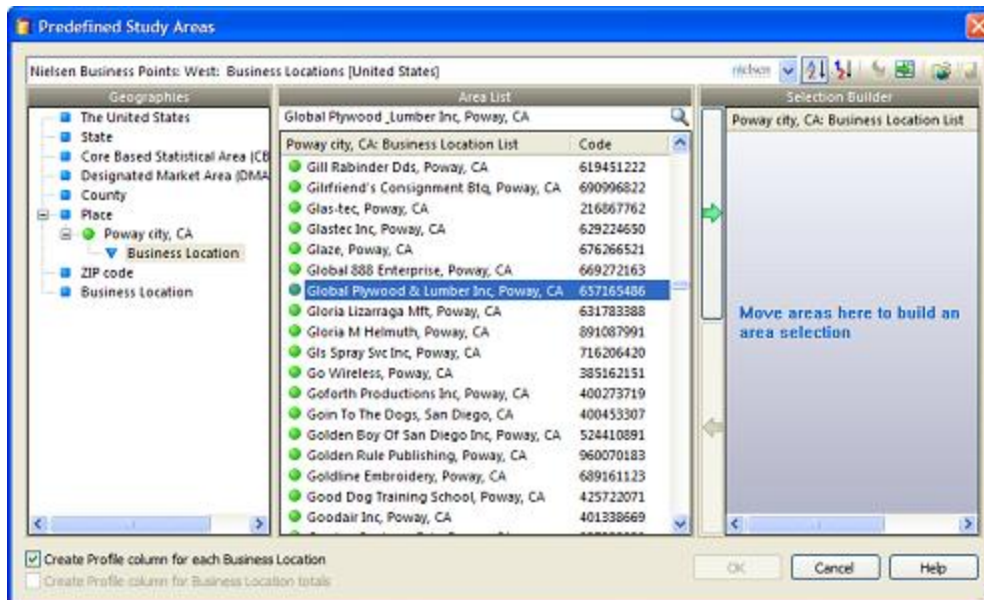 Predefined Study Areas
Nielsen Business Points: West: Business Locations [United States]
nielsen
Geographies
The United States
State
Core Based Statistical Area (CB
Designated Market Area (DMA
County
Place
Poway city, CA
Business Location
ZIP code
Business Location
Area List
Global Plywood _Lumber Inc, Poway, CA
Poway city, CA: Business Location List Code
Gill Rabinder Dds, Poway, CA 619451222
Gilrfriend's Consignment Btq, Poway, CA 690996822
Glas-tec, Poway, CA 216867762
Glastec Inc, Poway, CA 629224650
Glaze, Poway, CA 676266521
Global 888 Enterprise, Poway, CA 669272163
Global Plywood & Lumber Inc, Poway, CA 657165486
Gloria Lizarraga Mft, Poway, CA 631783388
Gloria M Helmuth, Poway, CA 891087991
Gls Spray Svc Inc, Poway, CA 716206420
Go Wireless, Poway, CA 385162151
Goforth Productions Inc, Poway, CA 400273719
Goin To The Dogs, San Diego, CA 400453307
Golden Boy Of San Diego Inc, Poway, CA 524410891
Golden Rule Publishing, Poway, CA 960070183
Goldline Embroidery, Poway, CA 689161123
Good Dog Training School, Poway, CA 425722071
Goodair Inc, Poway, CA 401338669
Selection Builder
Poway city, CA: Business Location List
Move areas here to build an
area selection
Create Profile column for each Business Location
Create Profile column for Business Location totals
OK
Cancel
Help